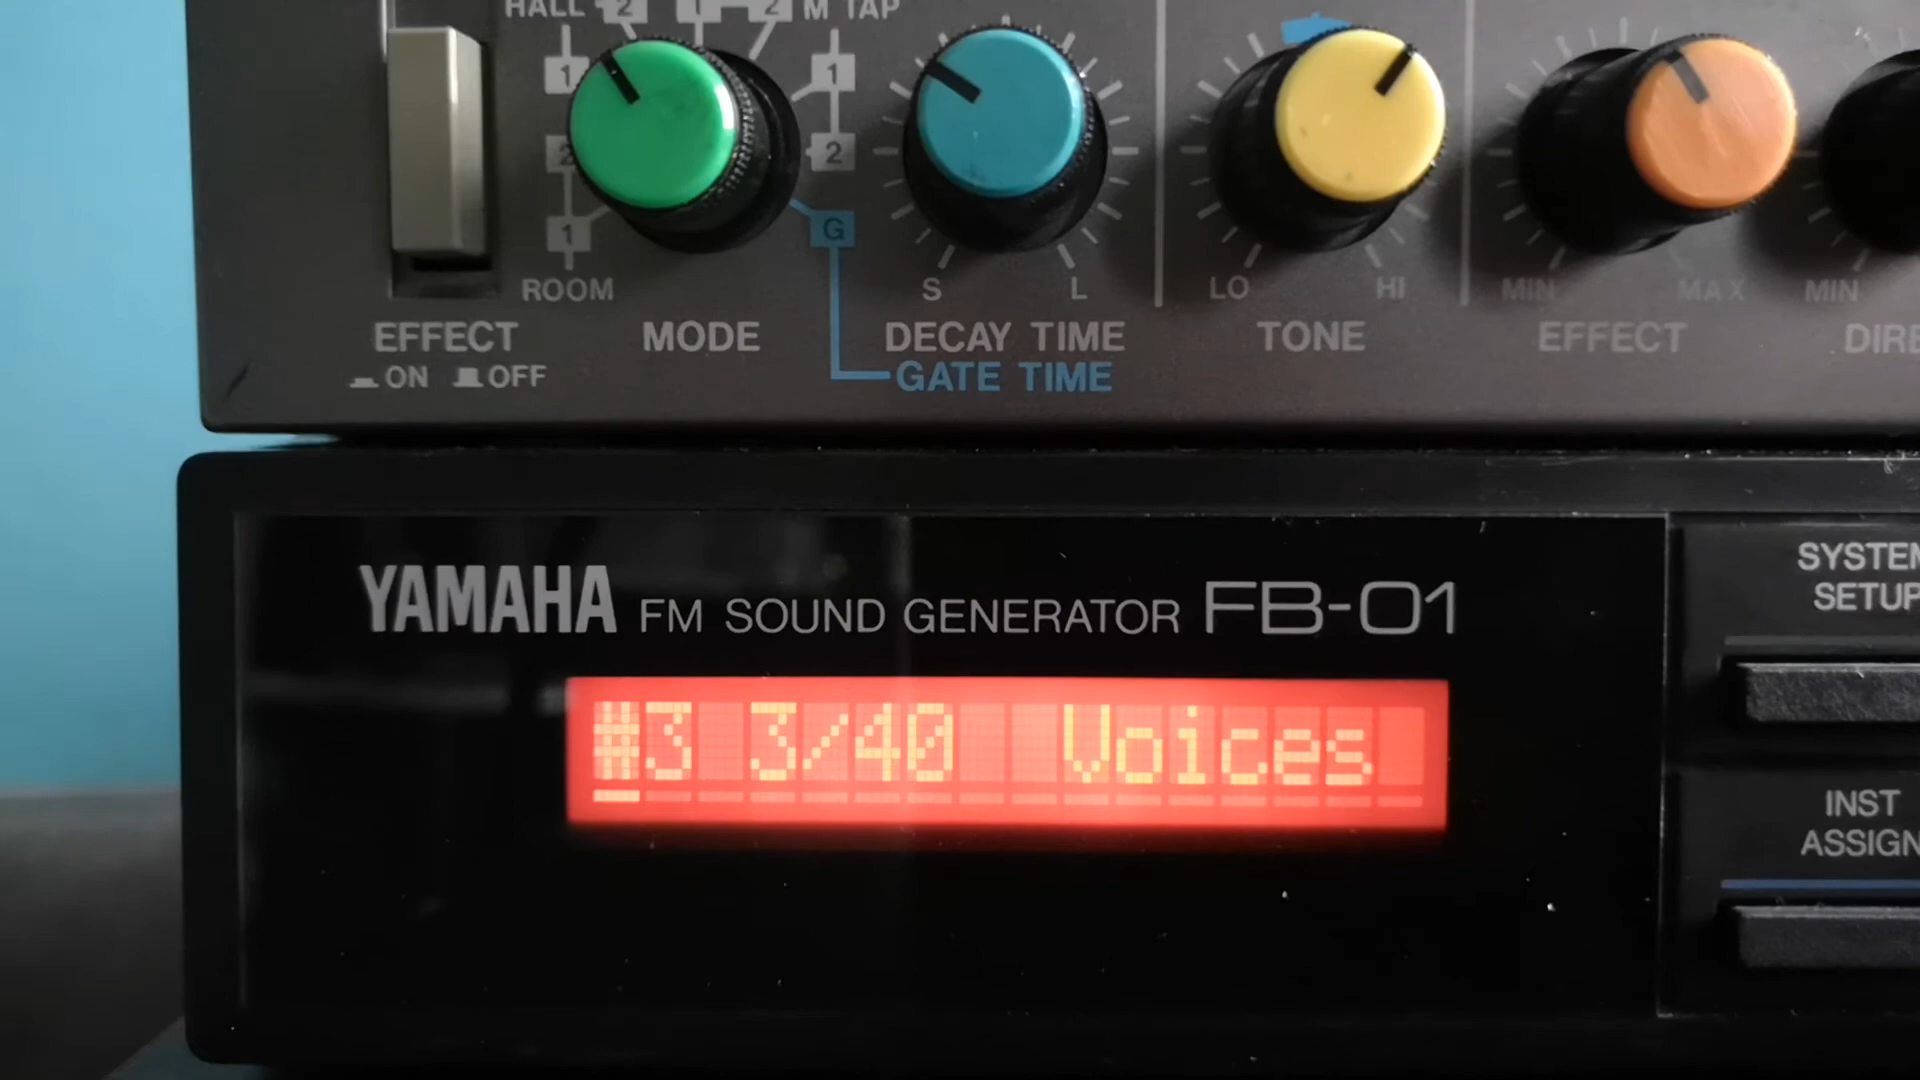 HALL 2 1 2 M TAP
1 1
2 2
1 G
ROOM S L LO HI MIN MAX MIN
EFFECT MODE DECAY TIME TONE EFFECT
ON OFF GATE TIME
YAMAHA FM SOUND GENERATOR FB-01
SYSTEM
SETUP
#3 3/40 Voices
INST
ASSIGN